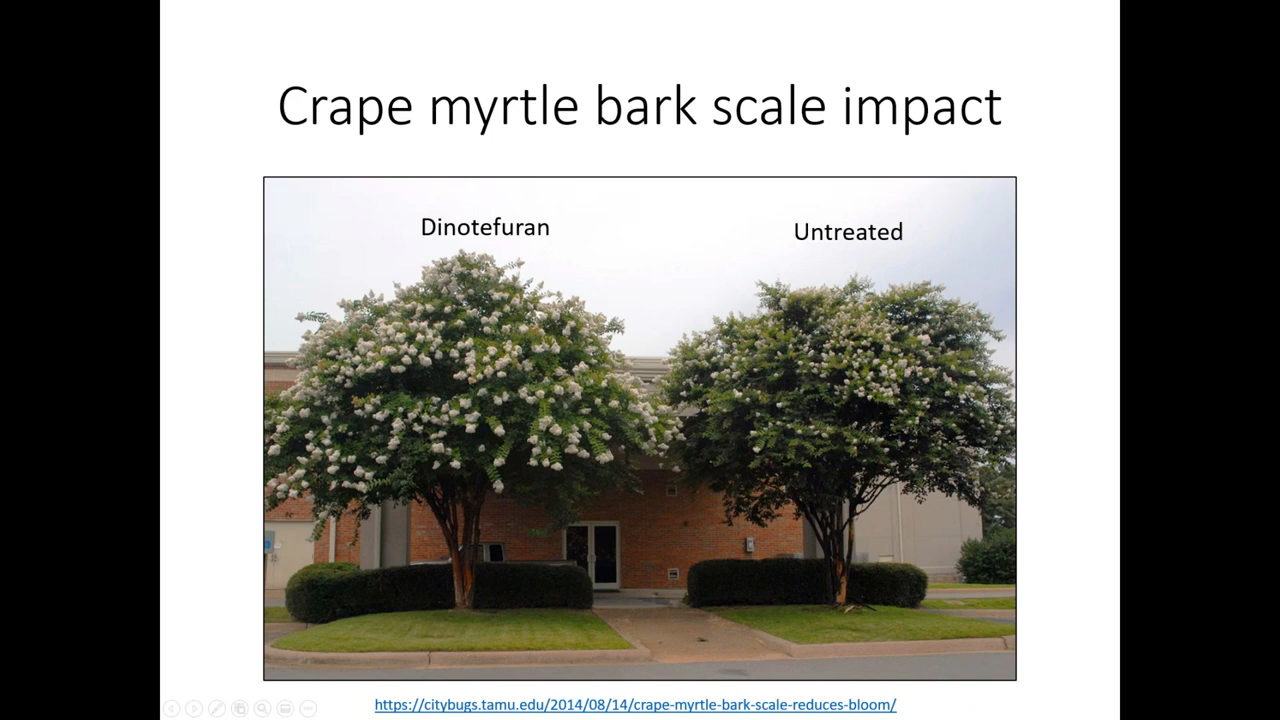 Crape myrtle bark scale impact
Dinotefuran
Untreated
https://citybugs.tamu.edu/2014/08/14/crape-myrtle-bark-scale-reduces-bloom/